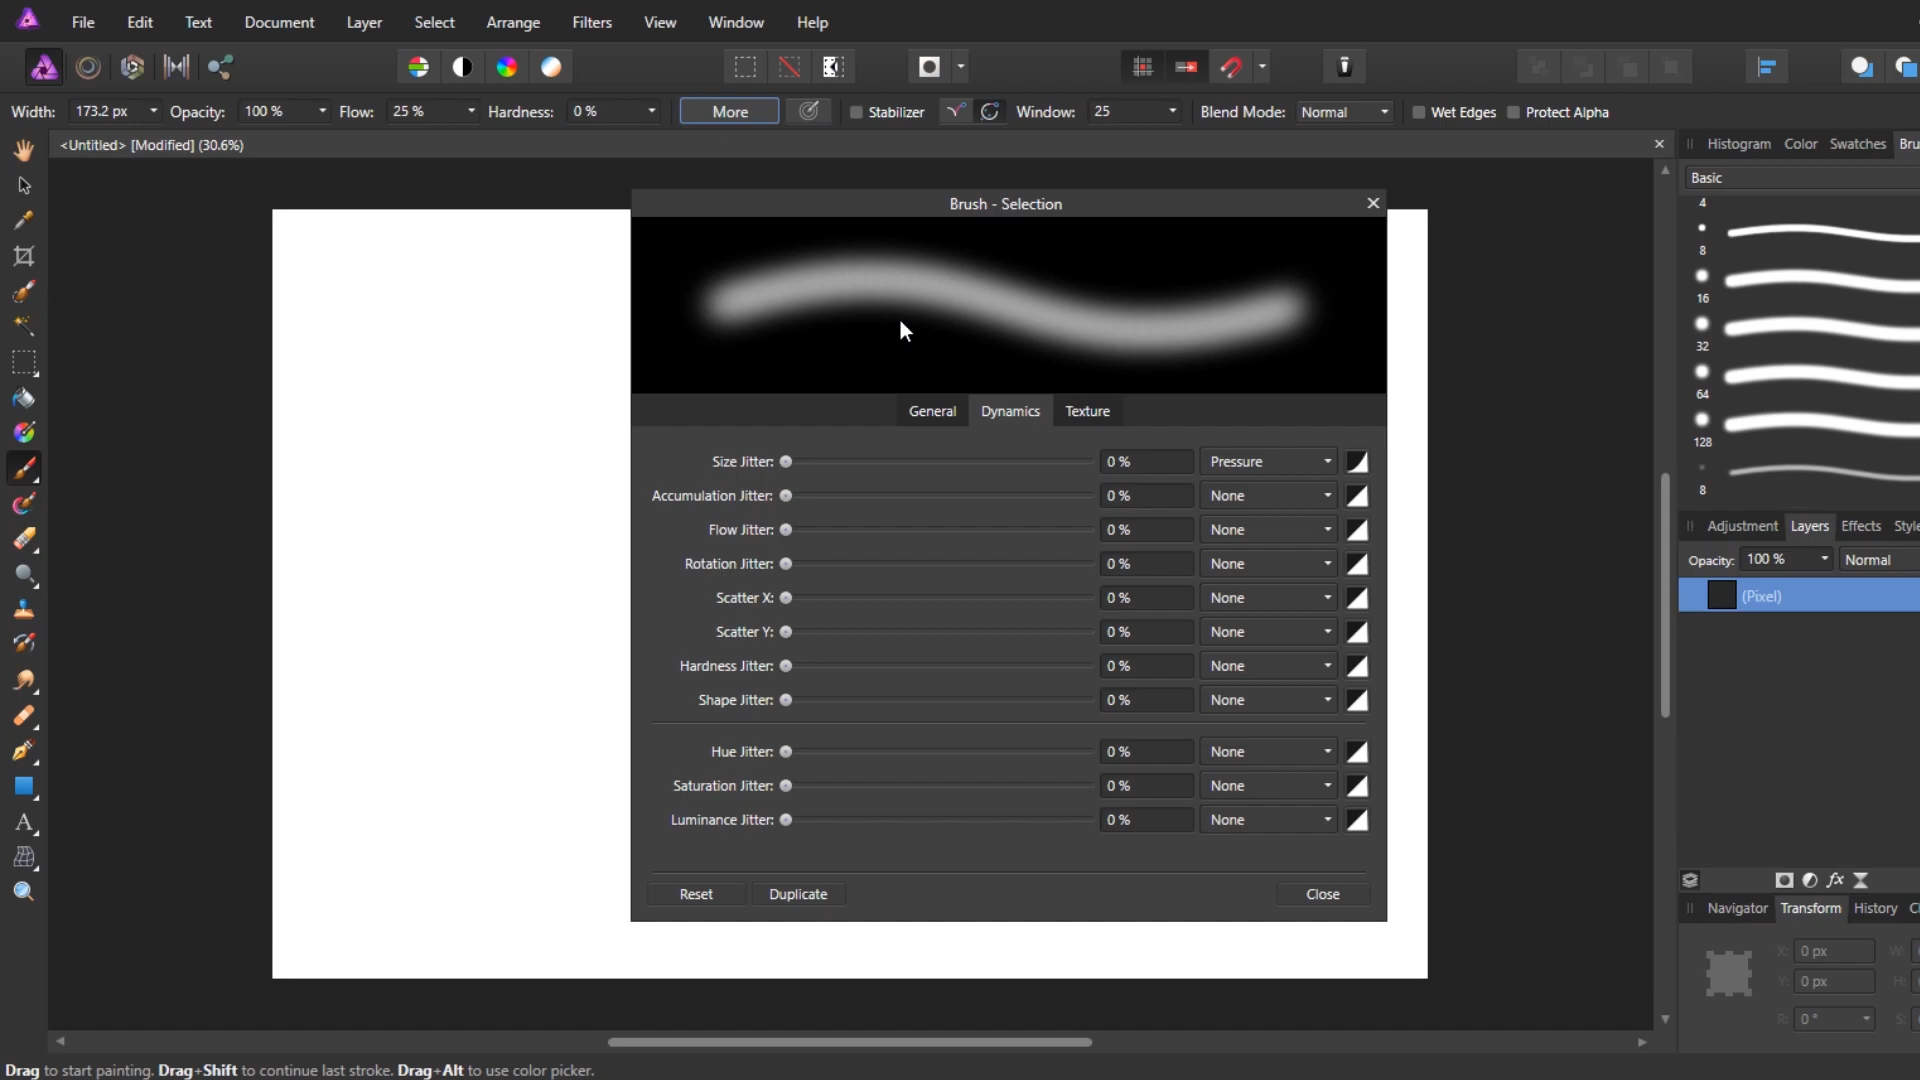 File Edit Text Document Layer Select Arrange Filters View Window Help
Width: 173.2 px Opacity: 100 % Flow: 25 % Hardness: 0 % More Stabilizer Window: 25 Blend Mode: Normal Wet Edges Protect Alpha
<Untitled> [Modified] (30.6%)
Histogram Color Swatches Bru
Basic
4
8
16
32
64
128
8
Brush - Selection
General Dynamics Texture
Size Jitter: 0 % Pressure
Accumulation Jitter: 0 % None
Flow Jitter: 0 % None
Rotation Jitter: 0 % None
Scatter X: 0 % None
Scatter Y: 0 % None
Hardness Jitter: 0 % None
Shape Jitter: 0 % None
Hue Jitter: 0 % None
Saturation Jitter: 0 % None
Luminance Jitter: 0 % None
Reset Duplicate Close
Adjustment Layers Effects Style
Opacity: 100 % Normal
(Pixel)
Navigator Transform History C
X: 0 px W:
Y: 0 px H:
R: 0 ° S:
Drag to start painting. Drag+Shift to continue last stroke. Drag+Alt to use color picker.